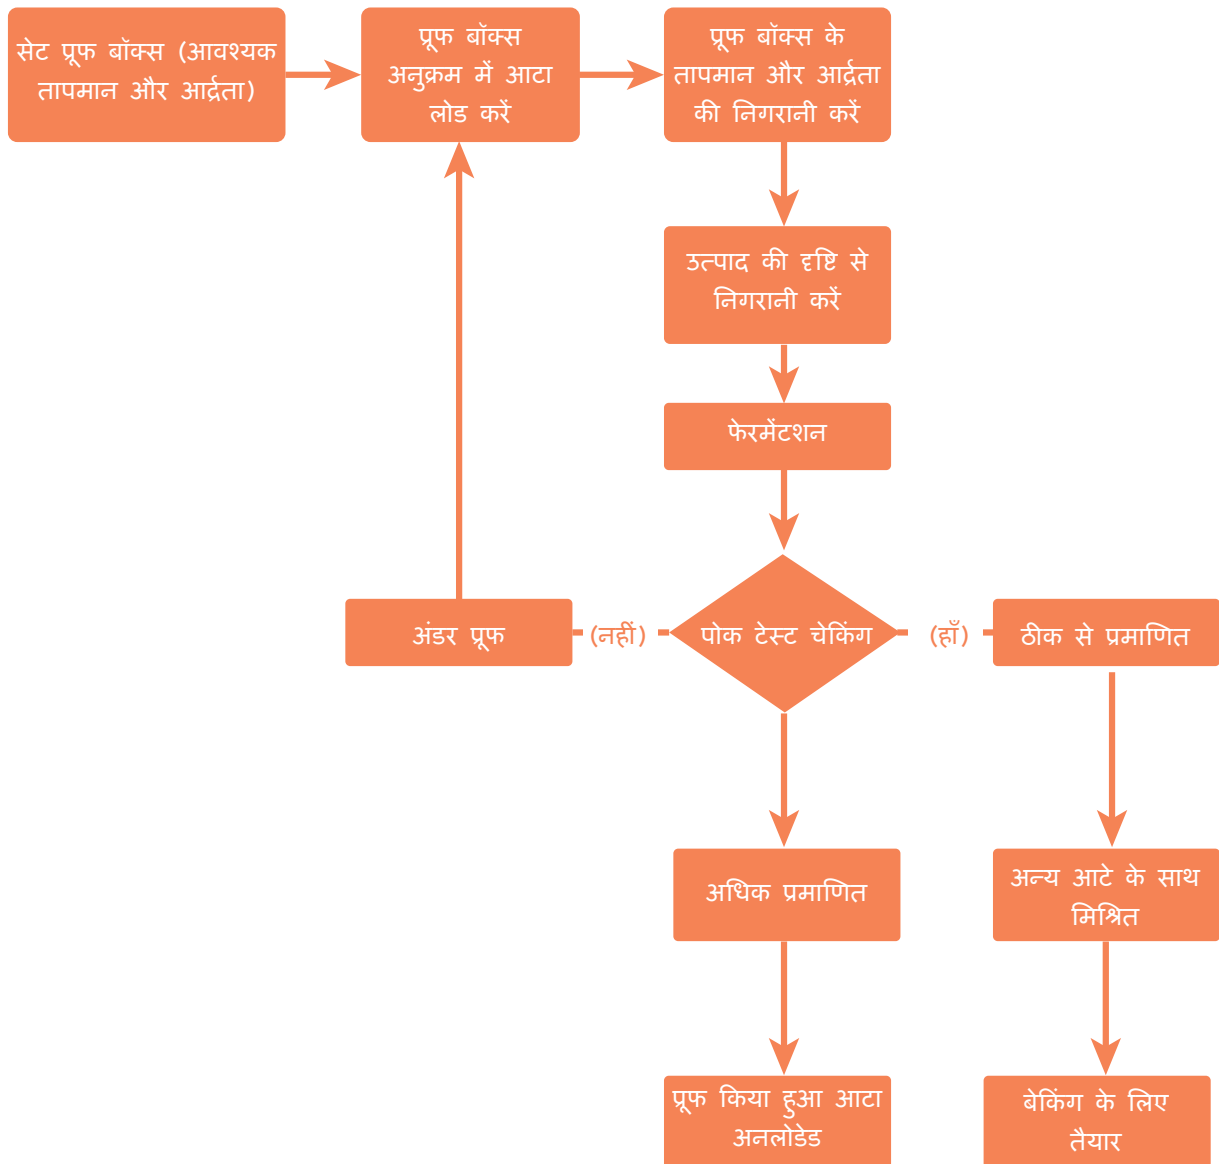 सेट प्रूफ बॉक्स (आवश्यक
तापमान और आर्द्रता)
प्रूफ बॉक्स
अनुक्रम में आटा
लोड करें
प्रूफ बॉक्स के
तापमान और आर्द्रता
की निगरानी करें
उत्पाद की दृष्टि से
निगरानी करें
फेरमेंटशन
अंडर प्रूफ
(नहीं)
पोक टेस्ट चेकिंग
(हाँ)
ठीक से प्रमाणित
अधिक प्रमाणित
अन्य आटे के साथ
मिश्रित
प्रूफ किया हुआ आटा
अनलोडेड
बेकिंग के लिए
तैयार